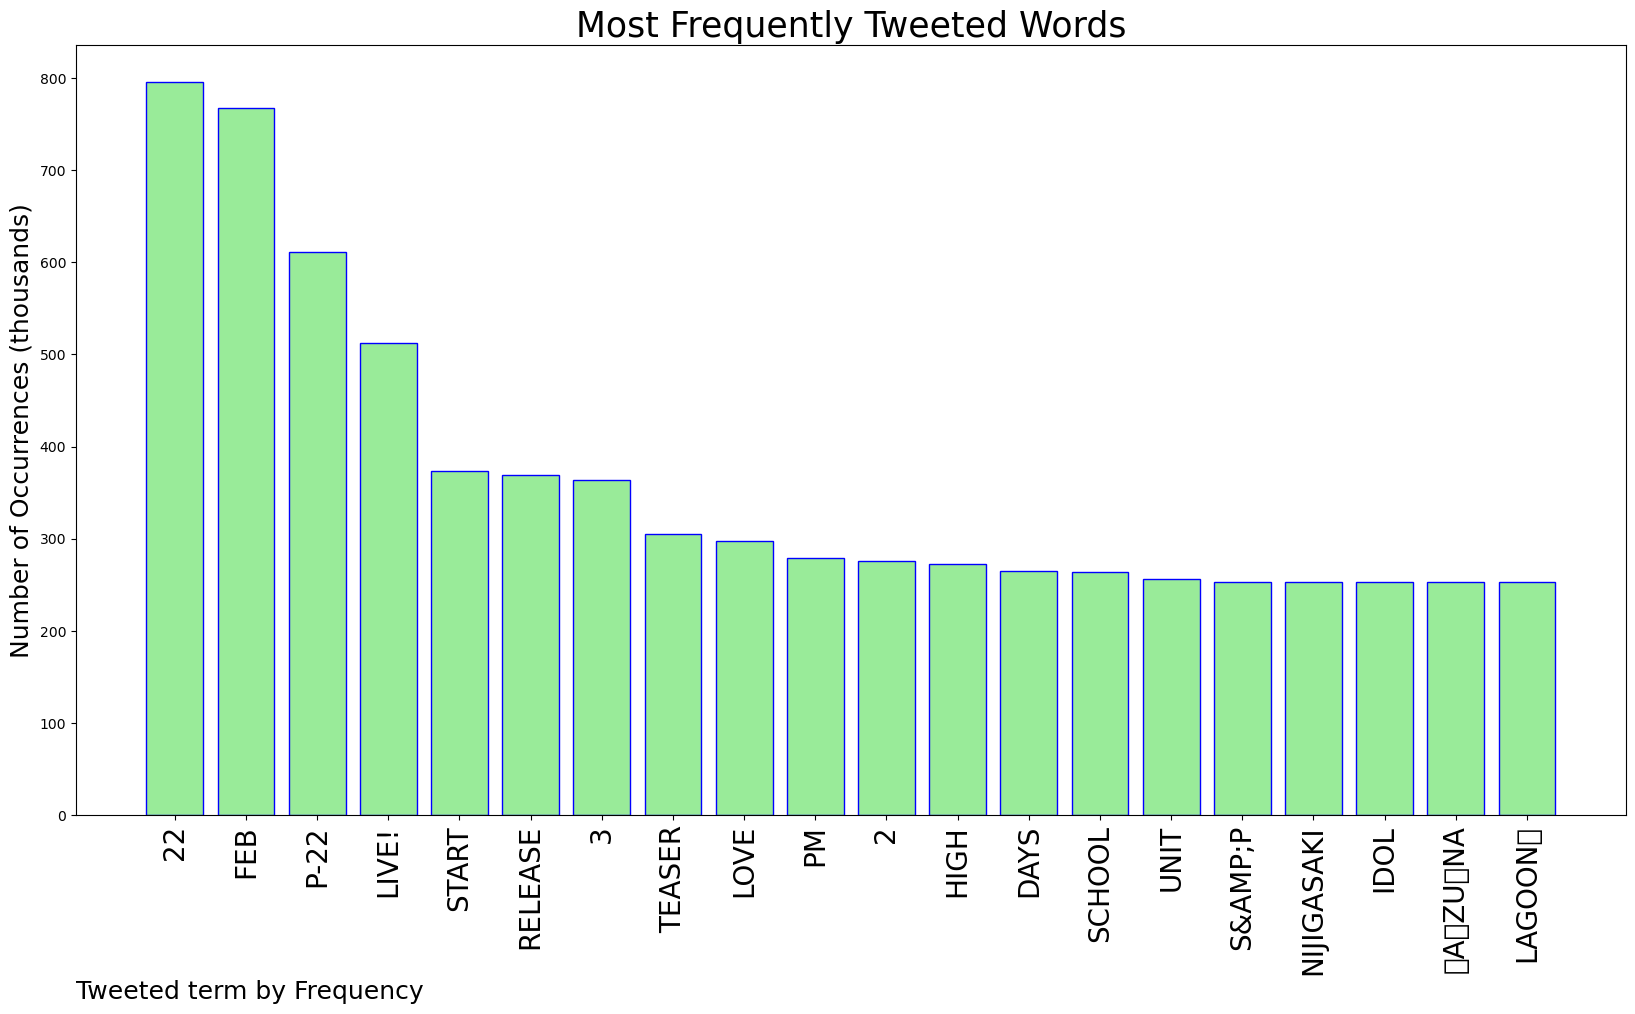 Most Frequently Tweeted Words
Number of Occurrences (thousands)
800
700
600
500
400
300
200
100
0
22
FEB
P-22
LIVE!
START
RELEASE
3
TEASER
LOVE
PM
2
HIGH
DAYS
SCHOOL
UNIT
S&AMP;P
NIJIGASAKI
IDOL
▯A▯ZU▯NA
LAGOON▯
Tweeted term by Frequency